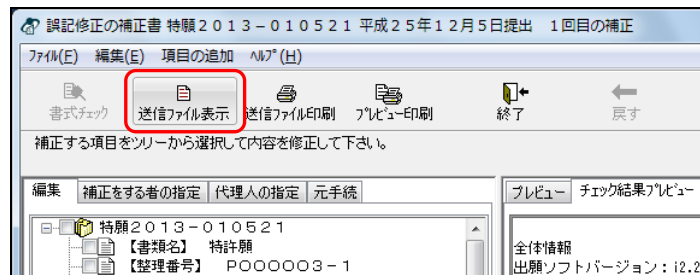 誤記修正の補正書 特願２０１３－０１０５２１ 平成２５年１２月５日提出 １回目の補正
ﾌｧｲﾙ(F) 編集(E) 項目の追加 ﾍﾙﾌﾟ(H)
書式ﾁｪｯｸ 送信ﾌｧｲﾙ表示 送信ﾌｧｲﾙ印刷 ﾌﾟﾚﾋﾞｭｰ印刷 終了 戻す
補正する項目をツリーから選択して内容を修正して下さい。
編集 補正をする者の指定 代理人の指定 元手続 プレビュー チェック結果ﾌﾟﾚﾋﾞｭｰ
特願２０１３－０１０５２１
【書類名】 特許願
【整理番号】 Ｐ００００００３－１
全体情報
出願ソフトバージョン：i2.2